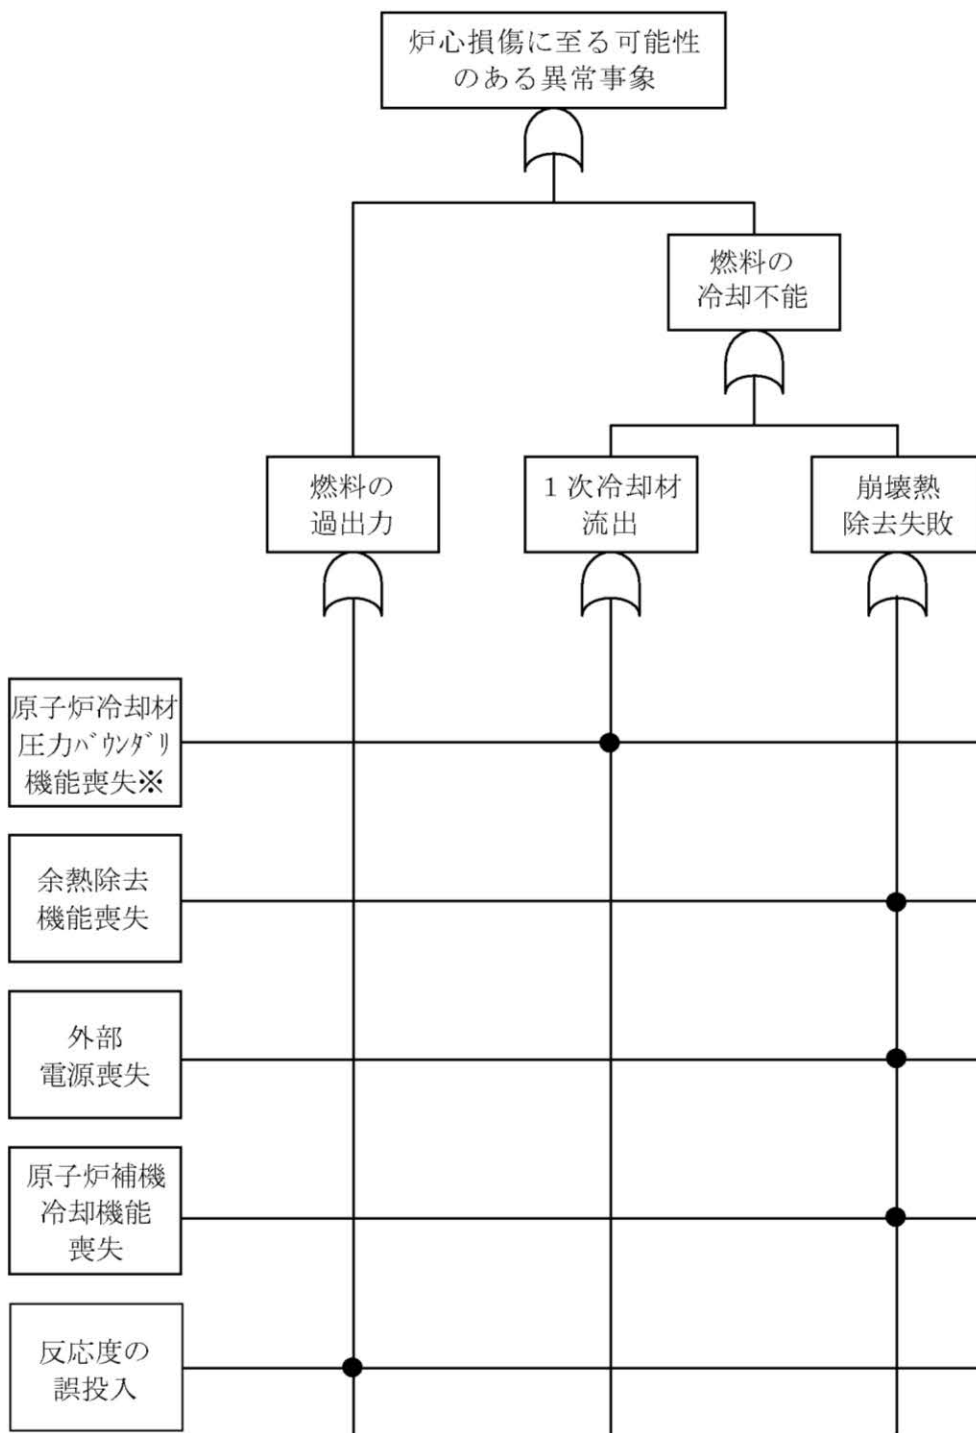 炉心損傷に至る可能性
のある異常事象
燃料の
冷却不能
燃料の
過出力
1次冷却材
流出
崩壊熱
除去失敗
原子炉冷却材
圧力ﾊﾞｳﾝﾀﾞﾘ
機能喪失※
余熱除去
機能喪失
外部
電源喪失
原子炉補機
冷却機能
喪失
反応度の
誤投入